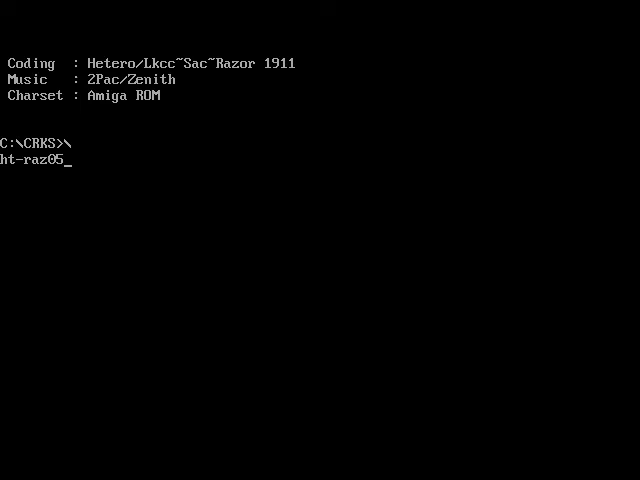 Coding  : Hetero/Lkcc~Sac~Razor 1911
Music   : 2Pac/Zenith
Charset : Amiga ROM
C:\CRKS>\
ht-raz05_